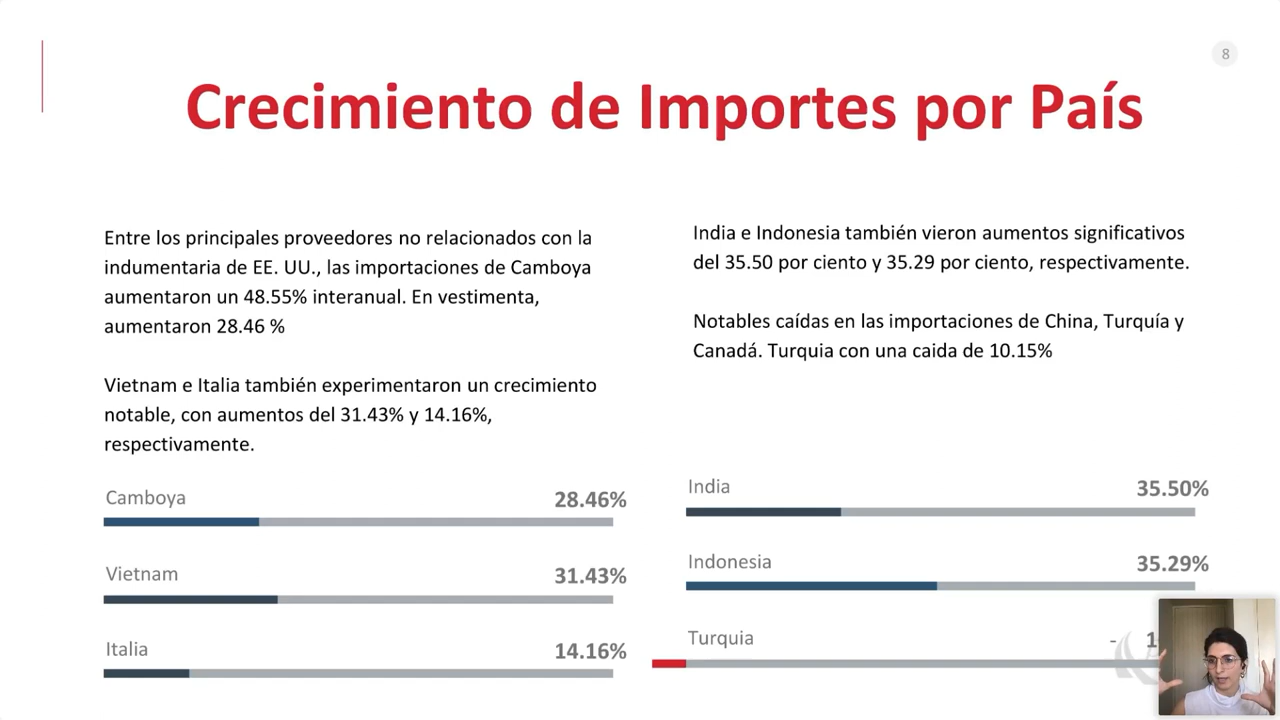 8
Crecimiento de Importes por País
Entre los principales proveedores no relacionados con la
indumentaria de EE. UU., las importaciones de Camboya
aumentaron un 48.55% interanual. En vestimenta,
aumentaron 28.46 %
Vietnam e Italia también experimentaron un crecimiento
notable, con aumentos del 31.43% y 14.16%,
respectivamente.
Camboya 28.46%
Vietnam 31.43%
Italia 14.16%
India e Indonesia también vieron aumentos significativos
del 35.50 por ciento y 35.29 por ciento, respectivamente.
Notables caídas en las importaciones de China, Turquía y
Canadá. Turquia con una caida de 10.15%
India 35.50%
Indonesia 35.29%
Turquia -